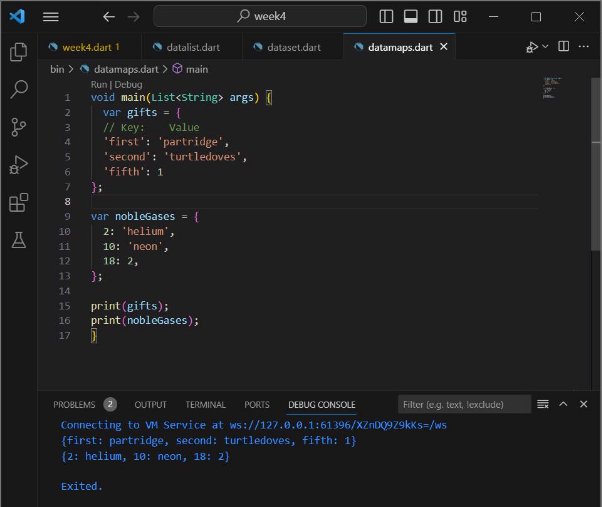 week4
week4.dart 1
datalist.dart
dataset.dart
datamaps.dart
bin > datamaps.dart > main
Run | Debug
1 void main(List<String> args) {
2 var gifts = {
3 // Key:    Value
4 'first': 'partridge',
5 'second': 'turtledoves',
6 'fifth': 1
7 };
8
9 var nobleGases = {
10 2: 'helium',
11 10: 'neon',
12 18: 2,
13 };
14
15 print(gifts);
16 print(nobleGases);
17 }
PROBLEMS 2 OUTPUT TERMINAL PORTS DEBUG CONSOLE Filter (e.g. text, !exclude)
Connecting to VM Service at ws://127.0.0.1:61396/XZnDQ9Z9kKs=/ws
{first: partridge, second: turtledoves, fifth: 1}
{2: helium, 10: neon, 18: 2}
Exited.